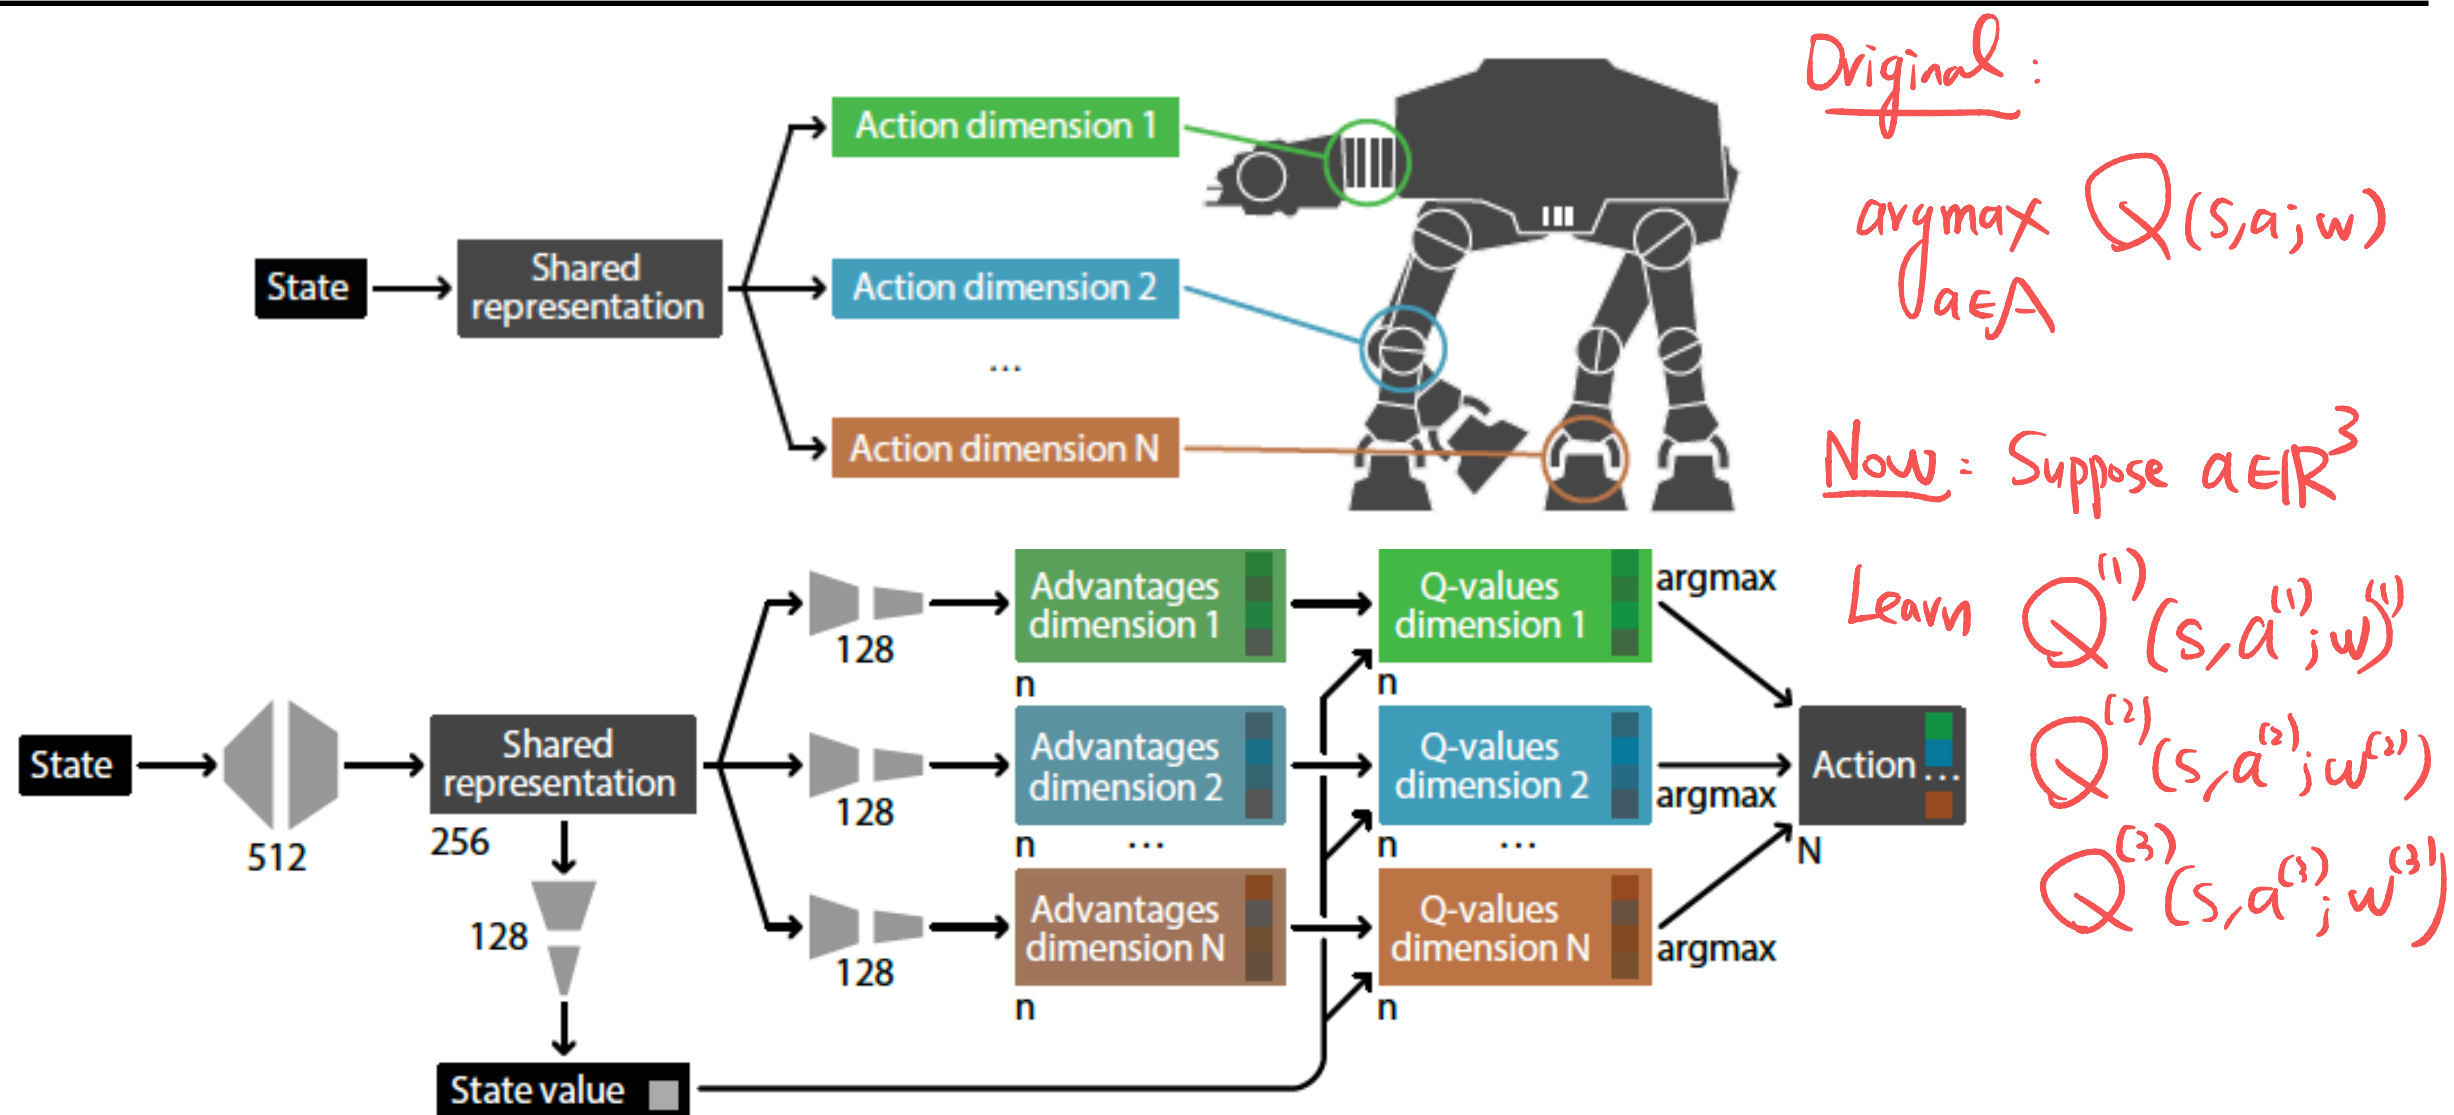 Action dimension 1
State
Shared
representation
Action dimension 2
...
Action dimension N
Original:
argmax Q(s,a;w)
a∈A
Now: Suppose a∈ℝ³
Learn Q⁽¹⁾(s,a⁽¹⁾;w⁽¹⁾)
Q⁽²⁾(s,a⁽²⁾;w⁽²⁾)
Q⁽³⁾(s,a⁽³⁾;w⁽³⁾)
State
512
Shared
representation
256
128
State value
128
128
128
Advantages
dimension 1
n
Advantages
dimension 2
n
...
Advantages
dimension N
n
Q-values
dimension 1
n
Q-values
dimension 2
n
...
Q-values
dimension N
n
argmax
argmax
argmax
Action ...
N